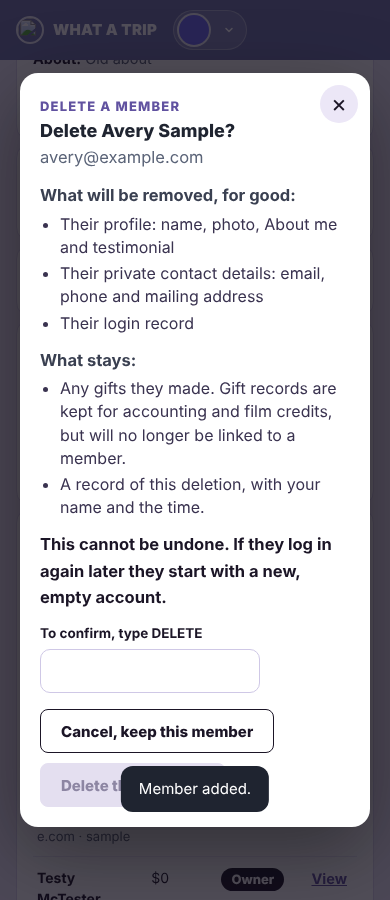 WHAT A TRIP
About: Old about
DELETE A MEMBER
Delete Avery Sample?
avery@example.com
What will be removed, for good:
• Their profile: name, photo, About me
and testimonial
• Their private contact details: email,
phone and mailing address
• Their login record
What stays:
• Any gifts they made. Gift records are
kept for accounting and film credits,
but will no longer be linked to a
member.
• A record of this deletion, with your
name and the time.
This cannot be undone. If they log in
again later they start with a new,
empty account.
To confirm, type DELETE
Cancel, keep this member
Delete
Member added.
e.com · sample
Testy $0 Owner View
McTester